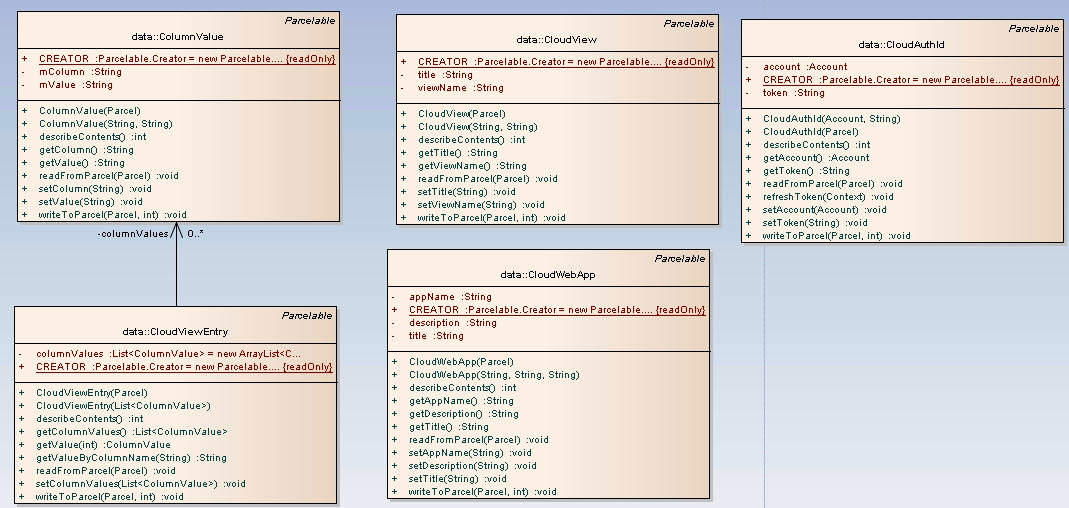 Parcelable
data::ColumnValue
+ CREATOR :Parcelable.Creator = new Parcelable.... {readOnly}
- mColumn :String
- mValue :String
+ ColumnValue(Parcel)
+ ColumnValue(String, String)
+ describeContents() :int
+ getColumn() :String
+ getValue() :String
+ readFromParcel(Parcel) :void
+ setColumn(String) :void
+ setValue(String) :void
+ writeToParcel(Parcel, int) :void
Parcelable
data::CloudView
+ CREATOR :Parcelable.Creator = new Parcelable.... {readOnly}
- title :String
- viewName :String
+ CloudView(Parcel)
+ CloudView(String, String)
+ describeContents() :int
+ getTitle() :String
+ getViewName() :String
+ readFromParcel(Parcel) :void
+ setTitle(String) :void
+ setViewName(String) :void
+ writeToParcel(Parcel, int) :void
Parcelable
data::CloudAuthId
- account :Account
+ CREATOR :Parcelable.Creator = new Parcelable.... {readOnly}
- token :String
+ CloudAuthId(Account, String)
+ CloudAuthId(Parcel)
+ describeContents() :int
+ getAccount() :Account
+ getToken() :String
+ readFromParcel(Parcel) :void
+ refreshToken(Context) :void
+ setAccount(Account) :void
+ setToken(String) :void
+ writeToParcel(Parcel, int) :void
-columnValues 0..*
Parcelable
data::CloudViewEntry
- columnValues :List<ColumnValue> = new ArrayList<C...
+ CREATOR :Parcelable.Creator = new Parcelable.... {readOnly}
+ CloudViewEntry(Parcel)
+ CloudViewEntry(List<ColumnValue>)
+ describeContents() :int
+ getColumnValues() :List<ColumnValue>
+ getValue(int) :ColumnValue
+ getValueByColumnName(String) :String
+ readFromParcel(Parcel) :void
+ setColumnValues(List<ColumnValue>) :void
+ writeToParcel(Parcel, int) :void
Parcelable
data::CloudWebApp
- appName :String
+ CREATOR :Parcelable.Creator = new Parcelable.... {readOnly}
- description :String
- title :String
+ CloudWebApp(Parcel)
+ CloudWebApp(String, String, String)
+ describeContents() :int
+ getAppName() :String
+ getDescription() :String
+ getTitle() :String
+ readFromParcel(Parcel) :void
+ setAppName(String) :void
+ setDescription(String) :void
+ setTitle(String) :void
+ writeToParcel(Parcel, int) :void